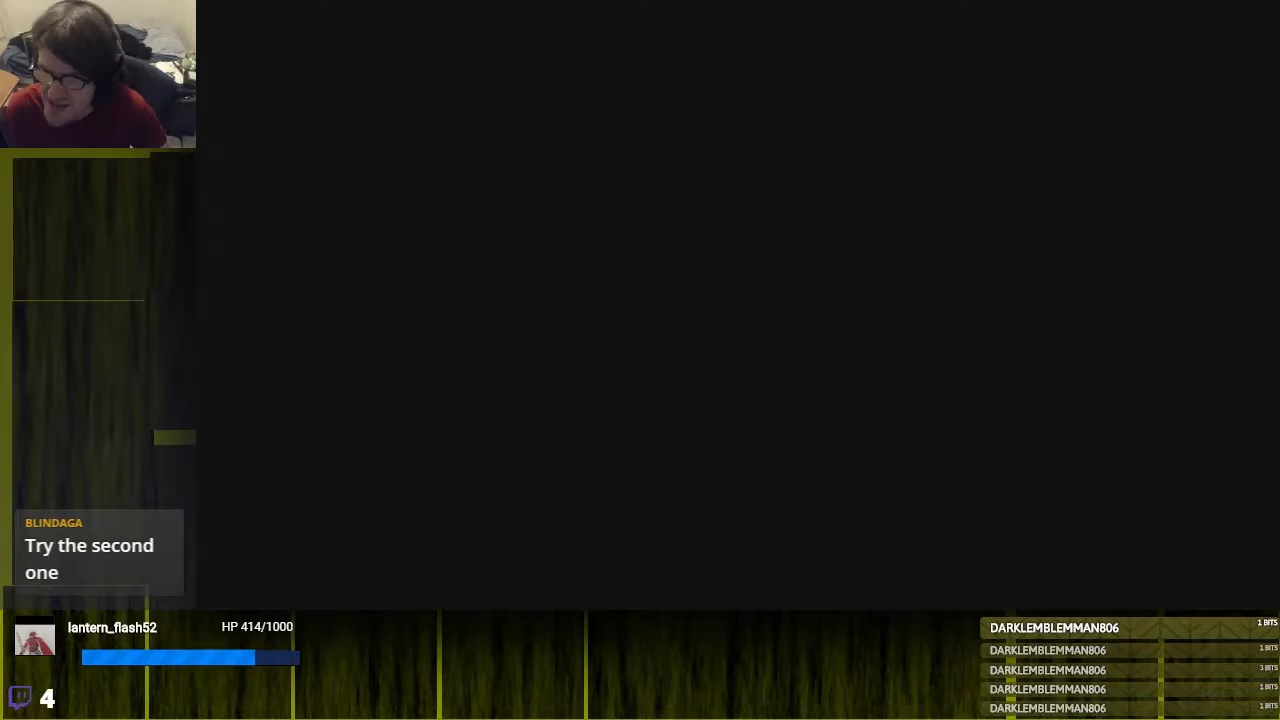 BLINDAGA
Try the second
one
lantern_flash52
HP 414/1000
4
DARKLEMBLEMMAN806 1 BITS
DARKLEMBLEMMAN806 1 BITS
DARKLEMBLEMMAN806 3 BITS
DARKLEMBLEMMAN806 1 BITS
DARKLEMBLEMMAN806 1 BITS